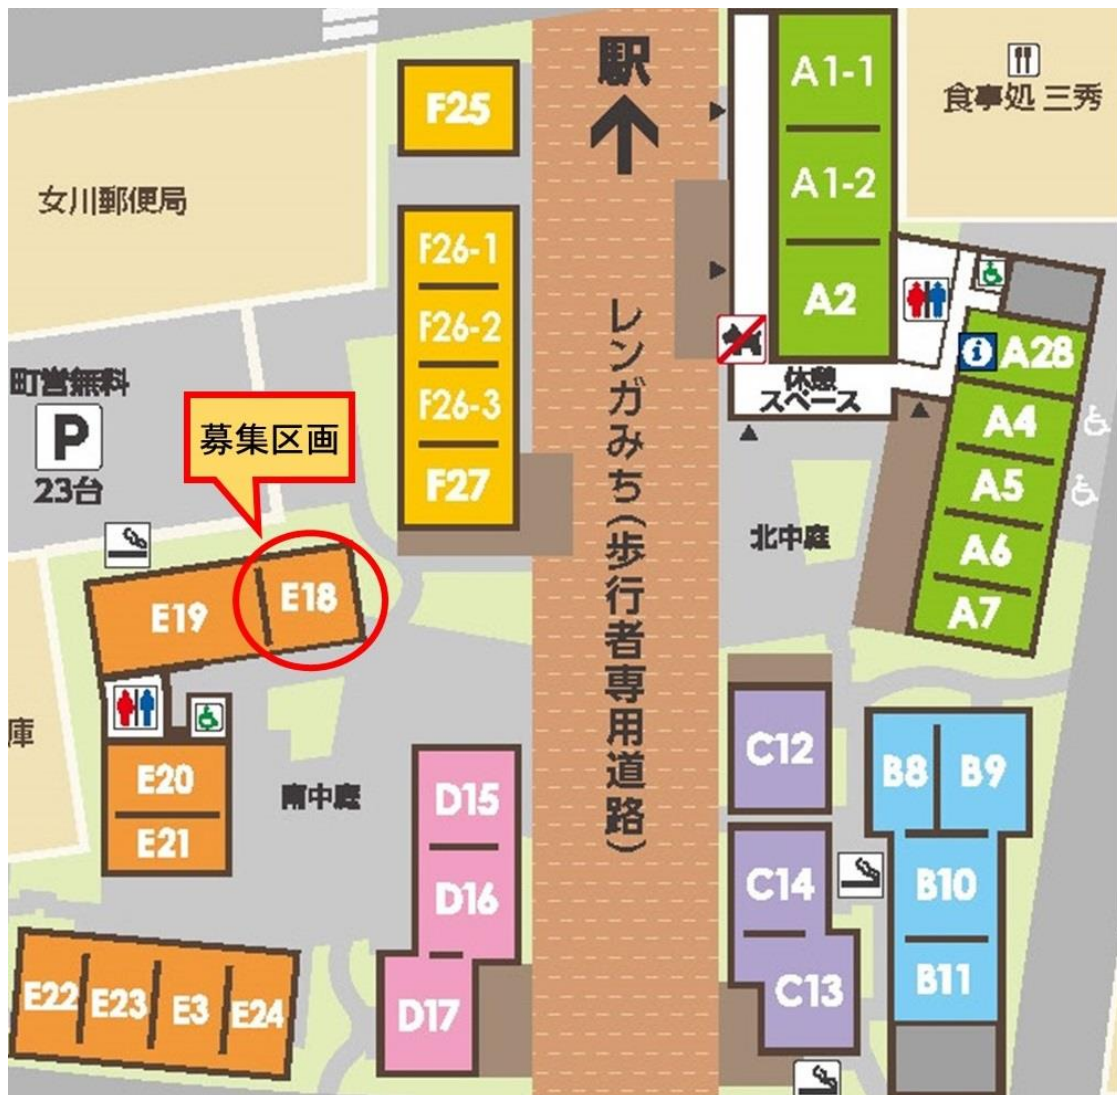 駅
レンガみち(歩行者専用道路)
F25
女川郵便局
F26-1
F26-2
F26-3
F27
町営無料
P
23台
募集区画
E19
E18
庫
E20
E21
南中庭
D15
D16
D17
E22
E23
E3
E24
A1-1
A1-2
A2
食事処 三秀
休憩
スペース
i
A28
A4
A5
A6
A7
北中庭
C12
C14
C13
B8
B9
B10
B11